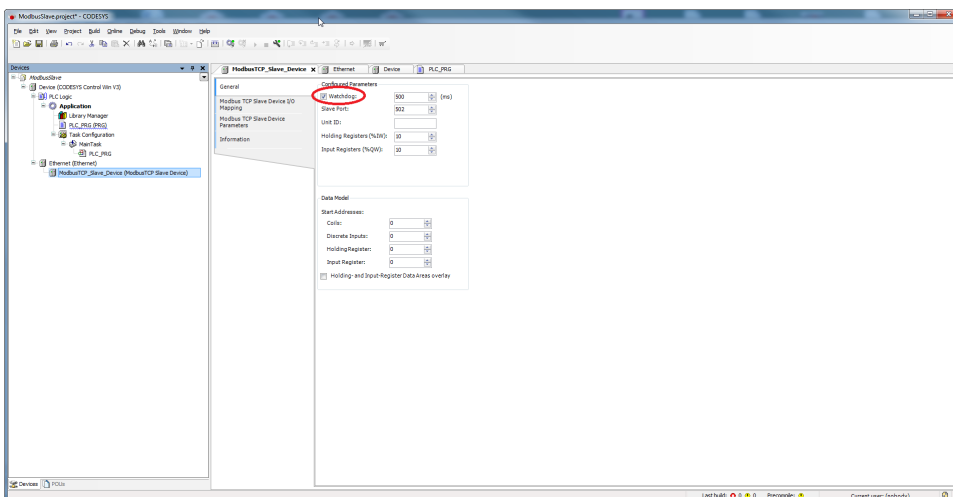 ModbusSlave.project* - CODESYS
File Edit View Project Build Online Debug Tools Window Help
Devices
ModbusTCP_Slave_Device x Ethernet Device PLC_PRG
ModbusSlave
Device (CODESYS Control Win V3)
PLC Logic
Application
Library Manager
PLC_PRG (PRG)
Task Configuration
MainTask
PLC_PRG
Ethernet (Ethernet)
ModbusTCP_Slave_Device (ModbusTCP Slave Device)
General
Modbus TCP Slave Device I/O
Mapping
Modbus TCP Slave Device
Parameters
Information
Configured Parameters
Watchdog: 500 (ms)
Slave Port: 502
Unit ID:
Holding Registers (%IW): 10
Input Registers (%QW): 10
Data Model
Start Addresses:
Coils: 0
Discrete Inputs: 0
Holding Register: 0
Input Register: 0
Holding- and Input-Register Data Areas overlay
Devices POUs
Last build: 0 0 Precompile: Current user: (nobody)